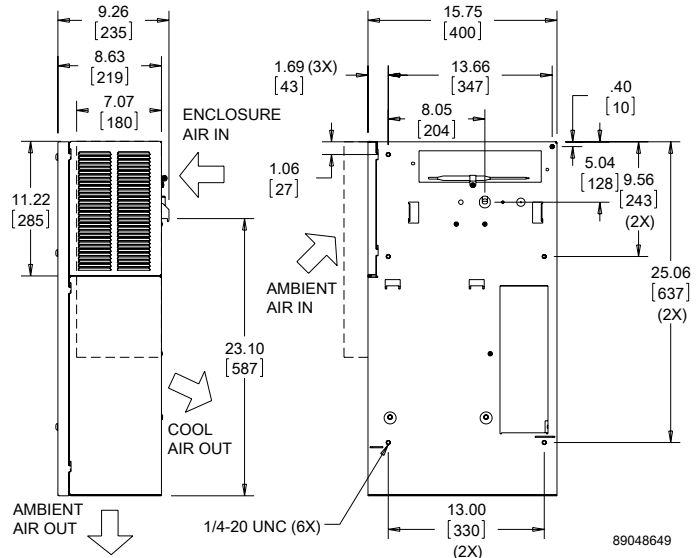 9.26
[235]
8.63
[219]
7.07
[180]
ENCLOSURE
AIR IN
11.22
[285]
23.10
[587]
COOL
AIR OUT
AMBIENT
AIR OUT
15.75
[400]
1.69 (3X)
[43]
13.66
[347]
8.05
[204]
.40
[10]
1.06
[27]
5.04
[128]
9.56
[243]
(2X)
25.06
[637]
(2X)
AMBIENT
AIR IN
1/4-20 UNC (6X)
13.00
[330]
(2X)
89048649